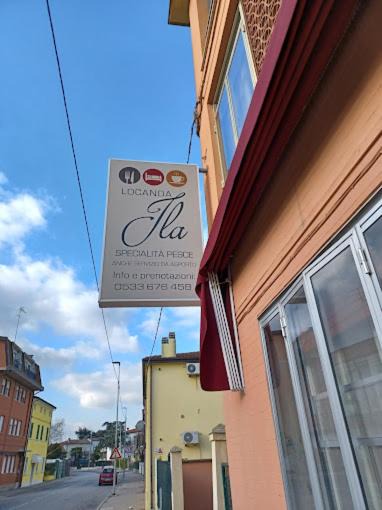 LOCANDA
Ila
SPECIALITÀ PESCE
ANCHE SERVIZIO DA ASPORTO
Info e prenotazioni:
0533 676 458